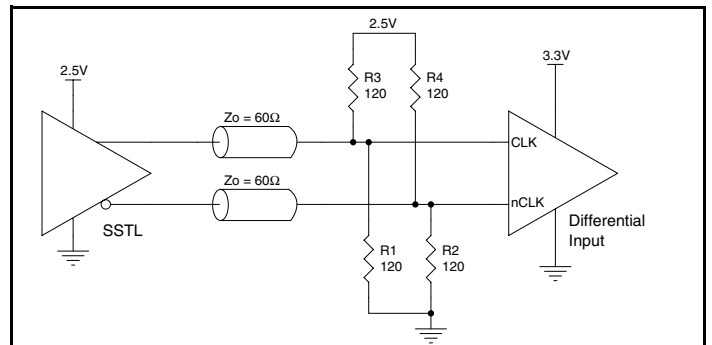 2.5V
2.5V
3.3V
R3
120
R4
120
Zo = 60Ω
CLK
Zo = 60Ω
nCLK
Differential
Input
SSTL
R1
120
R2
120